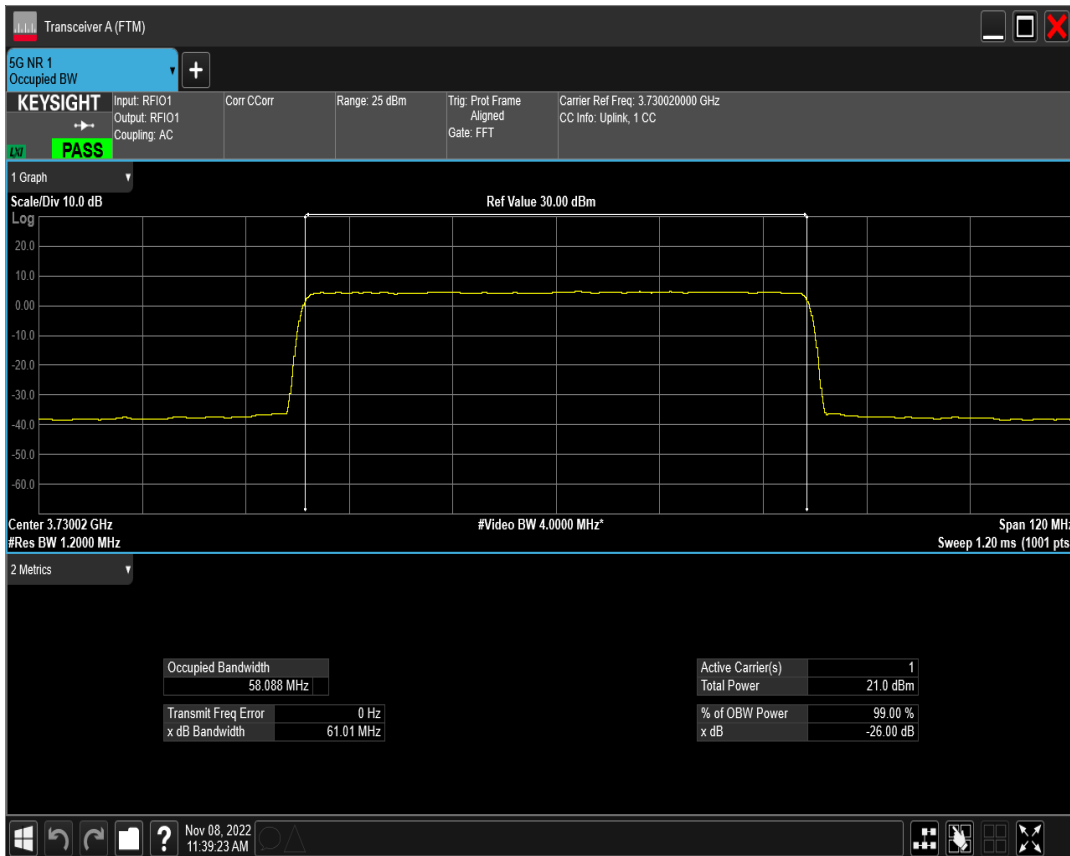 Transceiver A (FTM)
5G NR 1
Occupied BW
+
KEYSIGHT
LXI
PASS
Input: RFIO1
Output: RFIO1
Coupling: AC
Corr CCorr
Range: 25 dBm
Trig: Prot Frame
Aligned
Gate: FFT
Carrier Ref Freq: 3.730020000 GHz
CC Info: Uplink, 1 CC
1 Graph
Scale/Div 10.0 dB
Ref Value 30.00 dBm
Log
20.0
10.0
0.00
-10.0
-20.0
-30.0
-40.0
-50.0
-60.0
Center 3.73002 GHz
#Video BW 4.0000 MHz*
Span 120 MHz
#Res BW 1.2000 MHz
Sweep 1.20 ms (1001 pts
2 Metrics
Occupied Bandwidth
58.088 MHz
Transmit Freq Error 0 Hz
x dB Bandwidth 61.01 MHz
Active Carrier(s) 1
Total Power 21.0 dBm
% of OBW Power 99.00 %
x dB -26.00 dB
?
Nov 08, 2022
11:39:23 AM